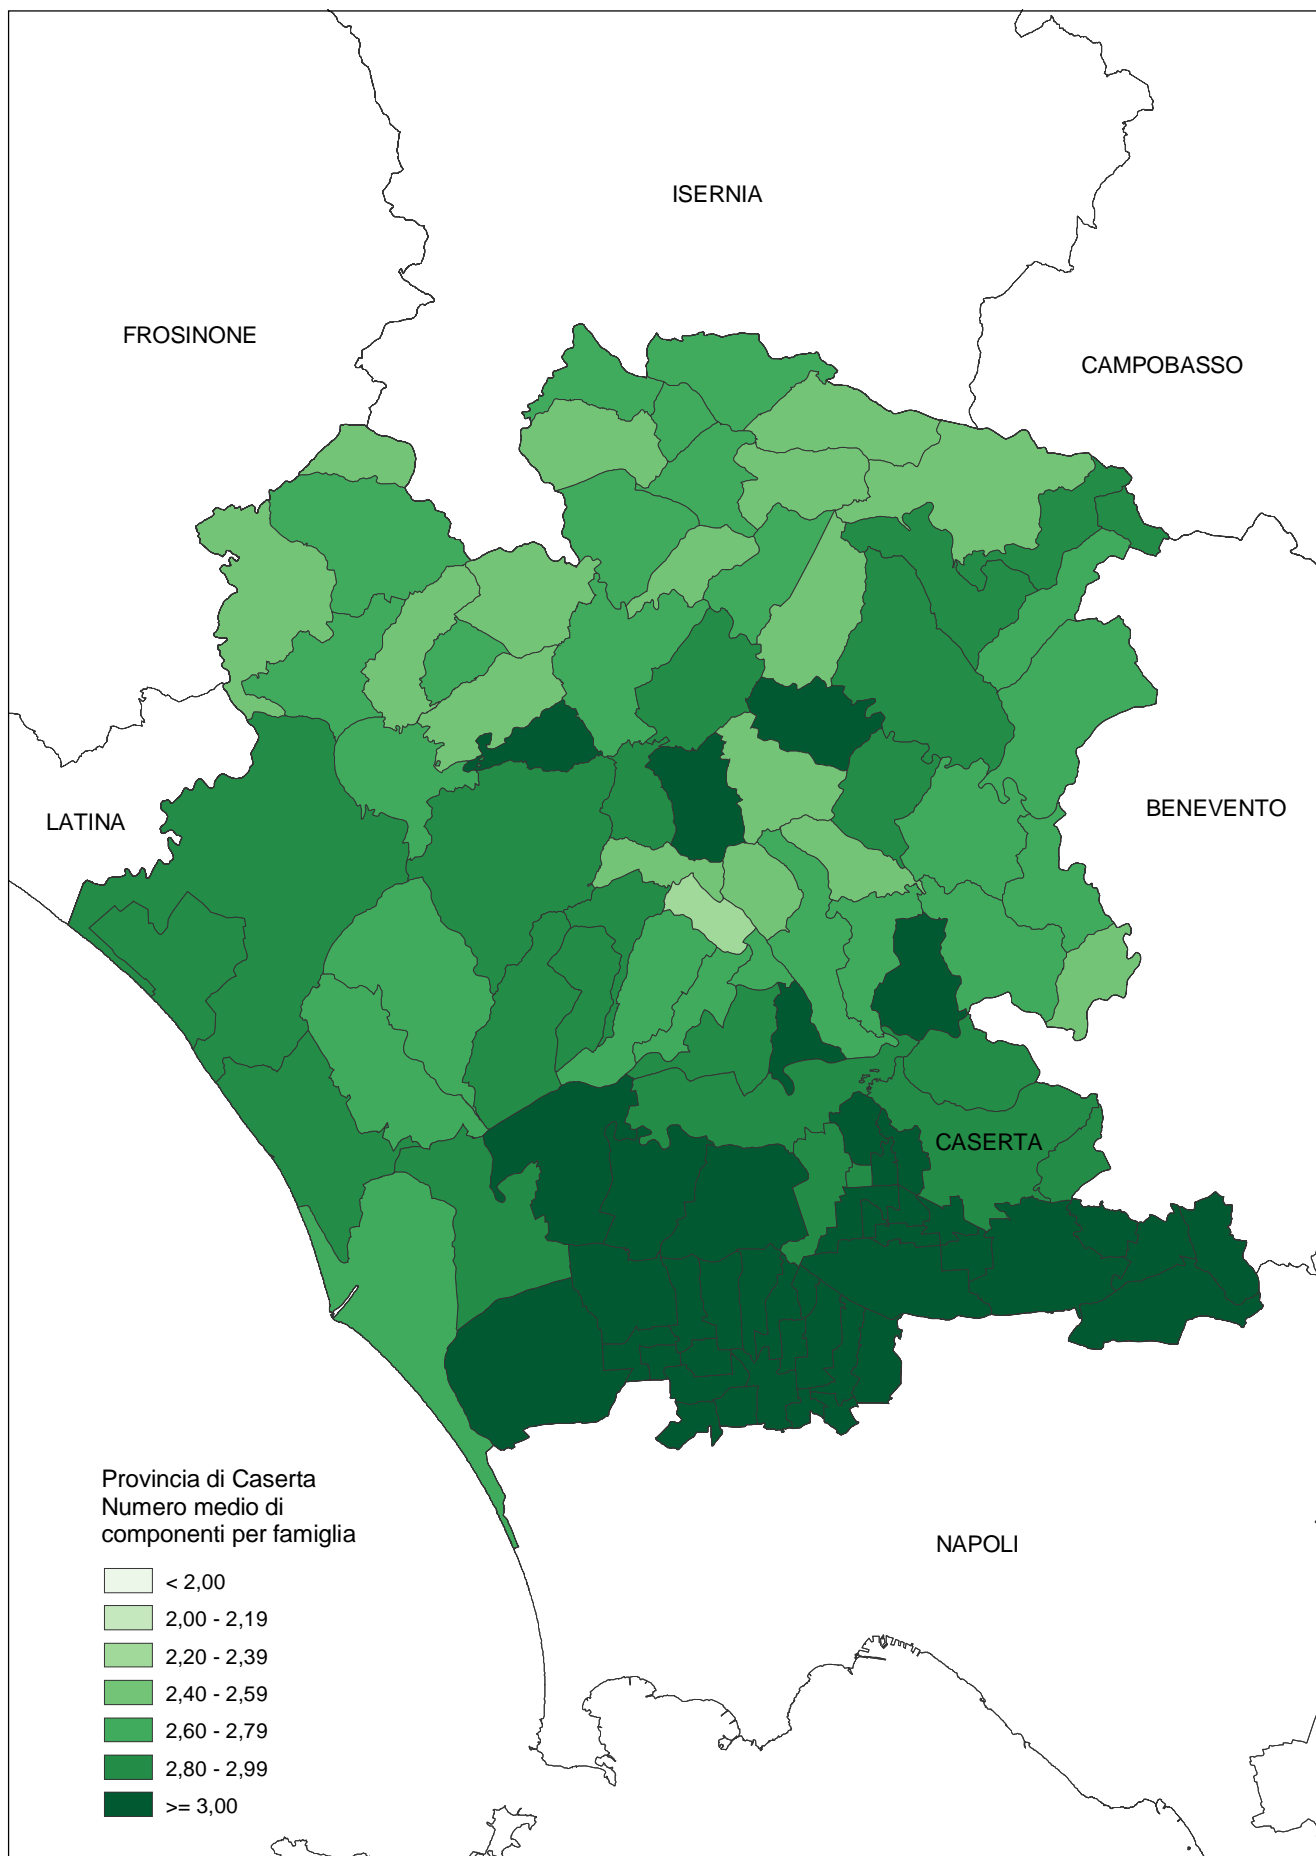 ISERNIA
FROSINONE
CAMPOBASSO
LATINA
BENEVENTO
CASERTA
NAPOLI
Provincia di Caserta
Numero medio di
componenti per famiglia
< 2,00
2,00 - 2,19
2,20 - 2,39
2,40 - 2,59
2,60 - 2,79
2,80 - 2,99
>= 3,00